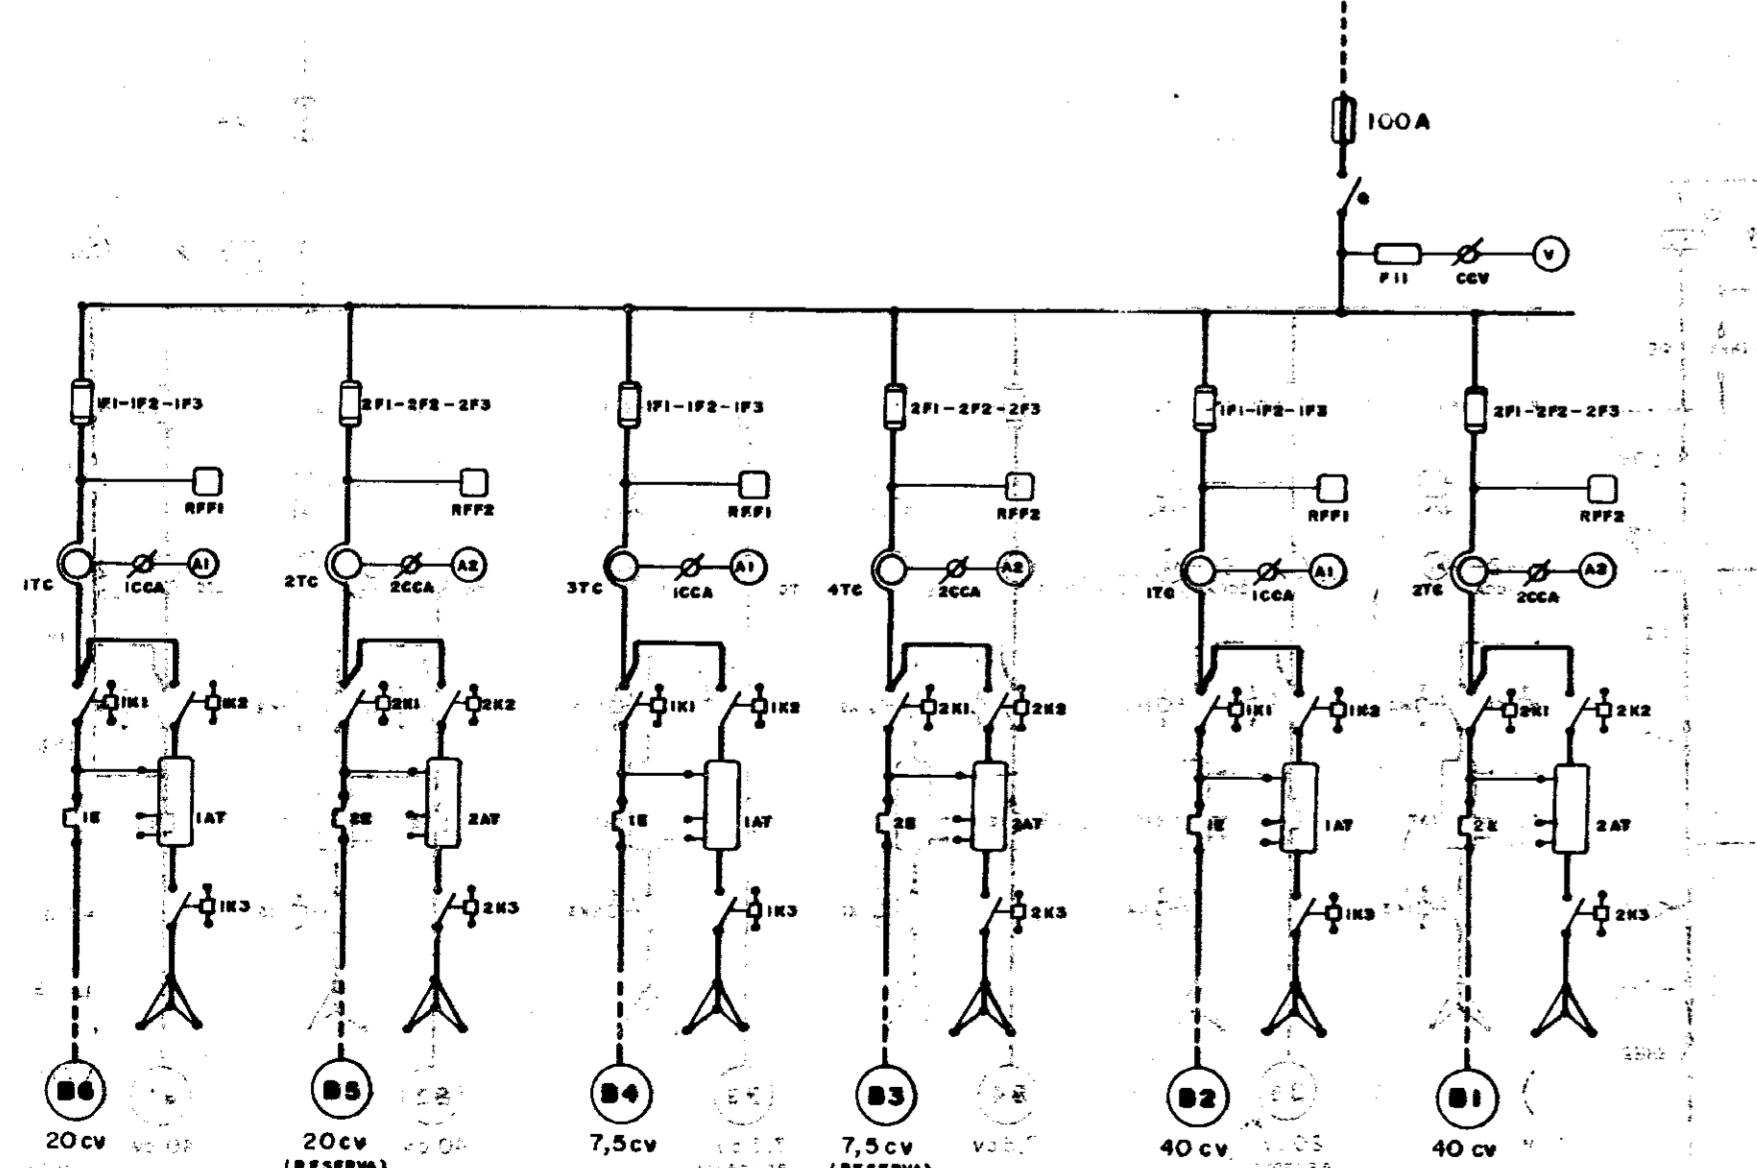 100A
F11 CCV V
1F1-1F2-1F3 2F1-2F2-2F3 1F1-1F2-1F3 2F1-2F2-2F3 1F1-1F2-1F3 2F1-2F2-2F3
RFF1 RFF2 RFF1 RFF2 RFF1 RFF2
1TC 1CCA A1 2TC 2CCA A2 3TC 1CCA A1 4TC 2CCA A2 1TC 1CCA A1 2TC 2CCA A2
1K1 1K2 2K1 2K2 1K1 1K2 2K1 2K2 1K1 1K2 2K1 2K2
1E 1AT 2E 2AT 1E 1AT 2E 2AT 1E 1AT 2E 2AT
1K3 2K3 1K3 2K3 1K3 2K3
B6 B5 B4 B3 B2 B1
20 cv 20 cv 7,5 cv 7,5 cv 40 cv 40 cv
(RESERVA) (RESERVA)